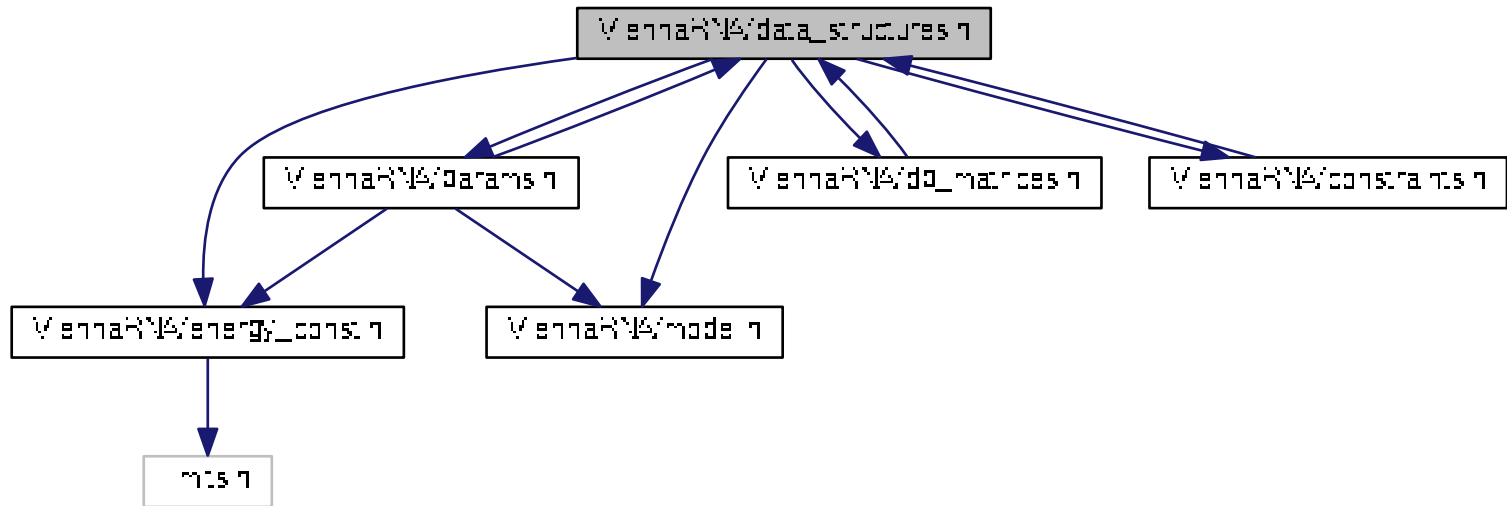 ViennaRNA/data_structures.h
ViennaRNA/params.h
ViennaRNA/dp_matrices.h
ViennaRNA/constraints.h
ViennaRNA/energy_const.h
ViennaRNA/model.h
limits.h